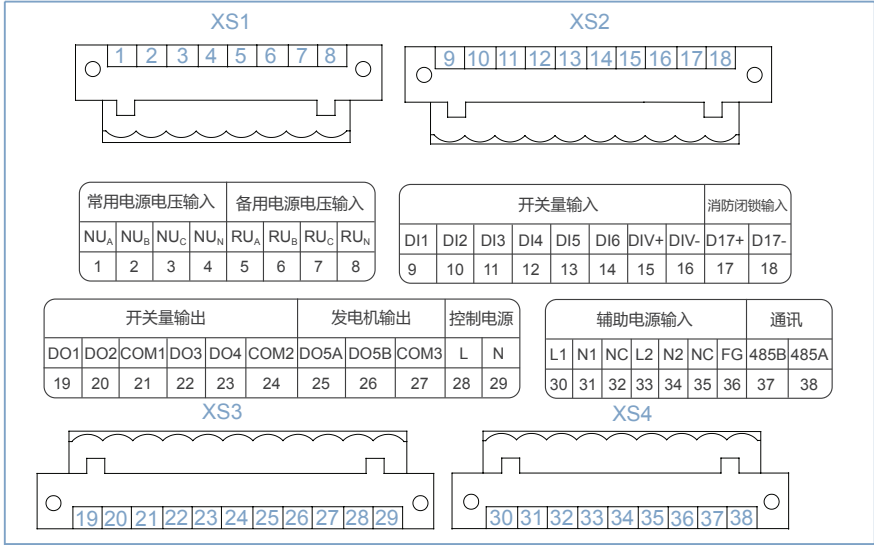 XS1 XS2
1 2 3 4 5 6 7 8
9 10 11 12 13 14 15 16 17 18
常用电源电压输入 备用电源电压输入
NU_A NU_B NU_C NU_N RU_A RU_B RU_C RU_N
1 2 3 4 5 6 7 8
开关量输入 消防闭锁输入
DI1 DI2 DI3 DI4 DI5 DI6 DIV+ DIV- D17+ D17-
9 10 11 12 13 14 15 16 17 18
开关量输出 发电机输出 控制电源
DO1 DO2 COM1 DO3 DO4 COM2 DO5A DO5B COM3 L N
19 20 21 22 23 24 25 26 27 28 29
辅助电源输入 通讯
L1 N1 NC L2 N2 NC FG 485B 485A
30 31 32 33 34 35 36 37 38
XS3 XS4
19 20 21 22 23 24 25 26 27 28 29
30 31 32 33 34 35 36 37 38